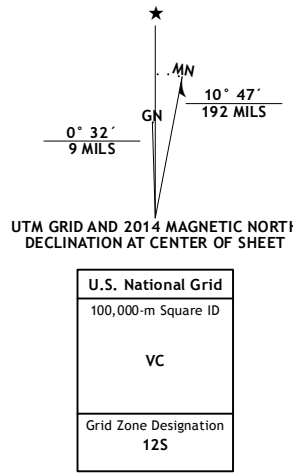 ★
MN
10° 47´
192 MILS
GN
0° 32´
9 MILS
UTM GRID AND 2014 MAGNETIC NORTH
DECLINATION AT CENTER OF SHEET
U.S. National Grid
100,000-m Square ID
VC
Grid Zone Designation
12S